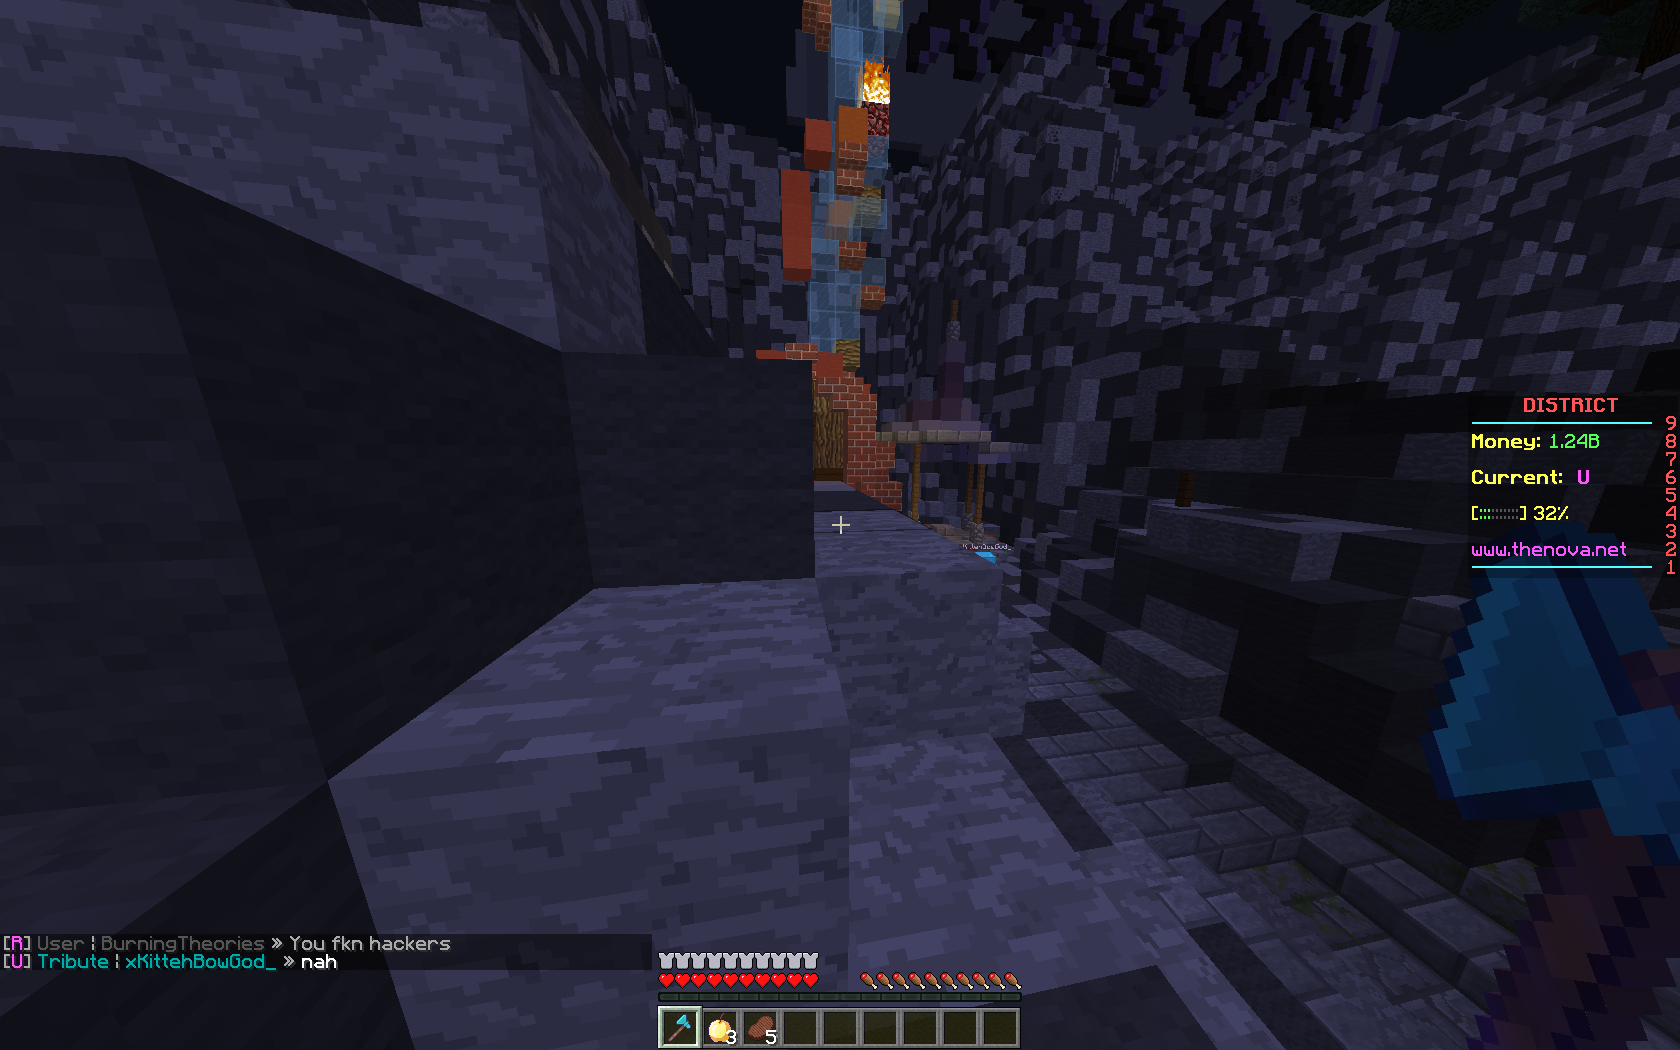 DISTRICT
9
Money: 1.24B
8
7
Current: U
6
5
[::::::::::] 32%
4
3
www.thenova.net
2
1
[R] User ¦ BurningTheories » You fkn hackers
[U] Tribute ¦ xKittehBowGod_ » nah
3
5